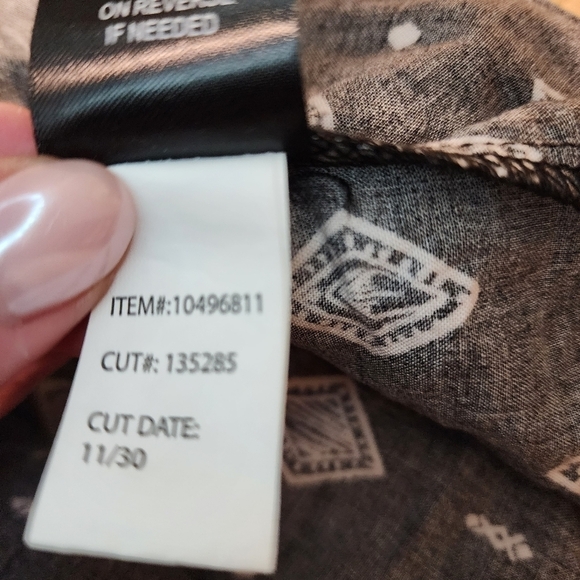 ON REVERSE
IF NEEDED
ITEM#:10496811
CUT#: 135285
CUT DATE:
11/30